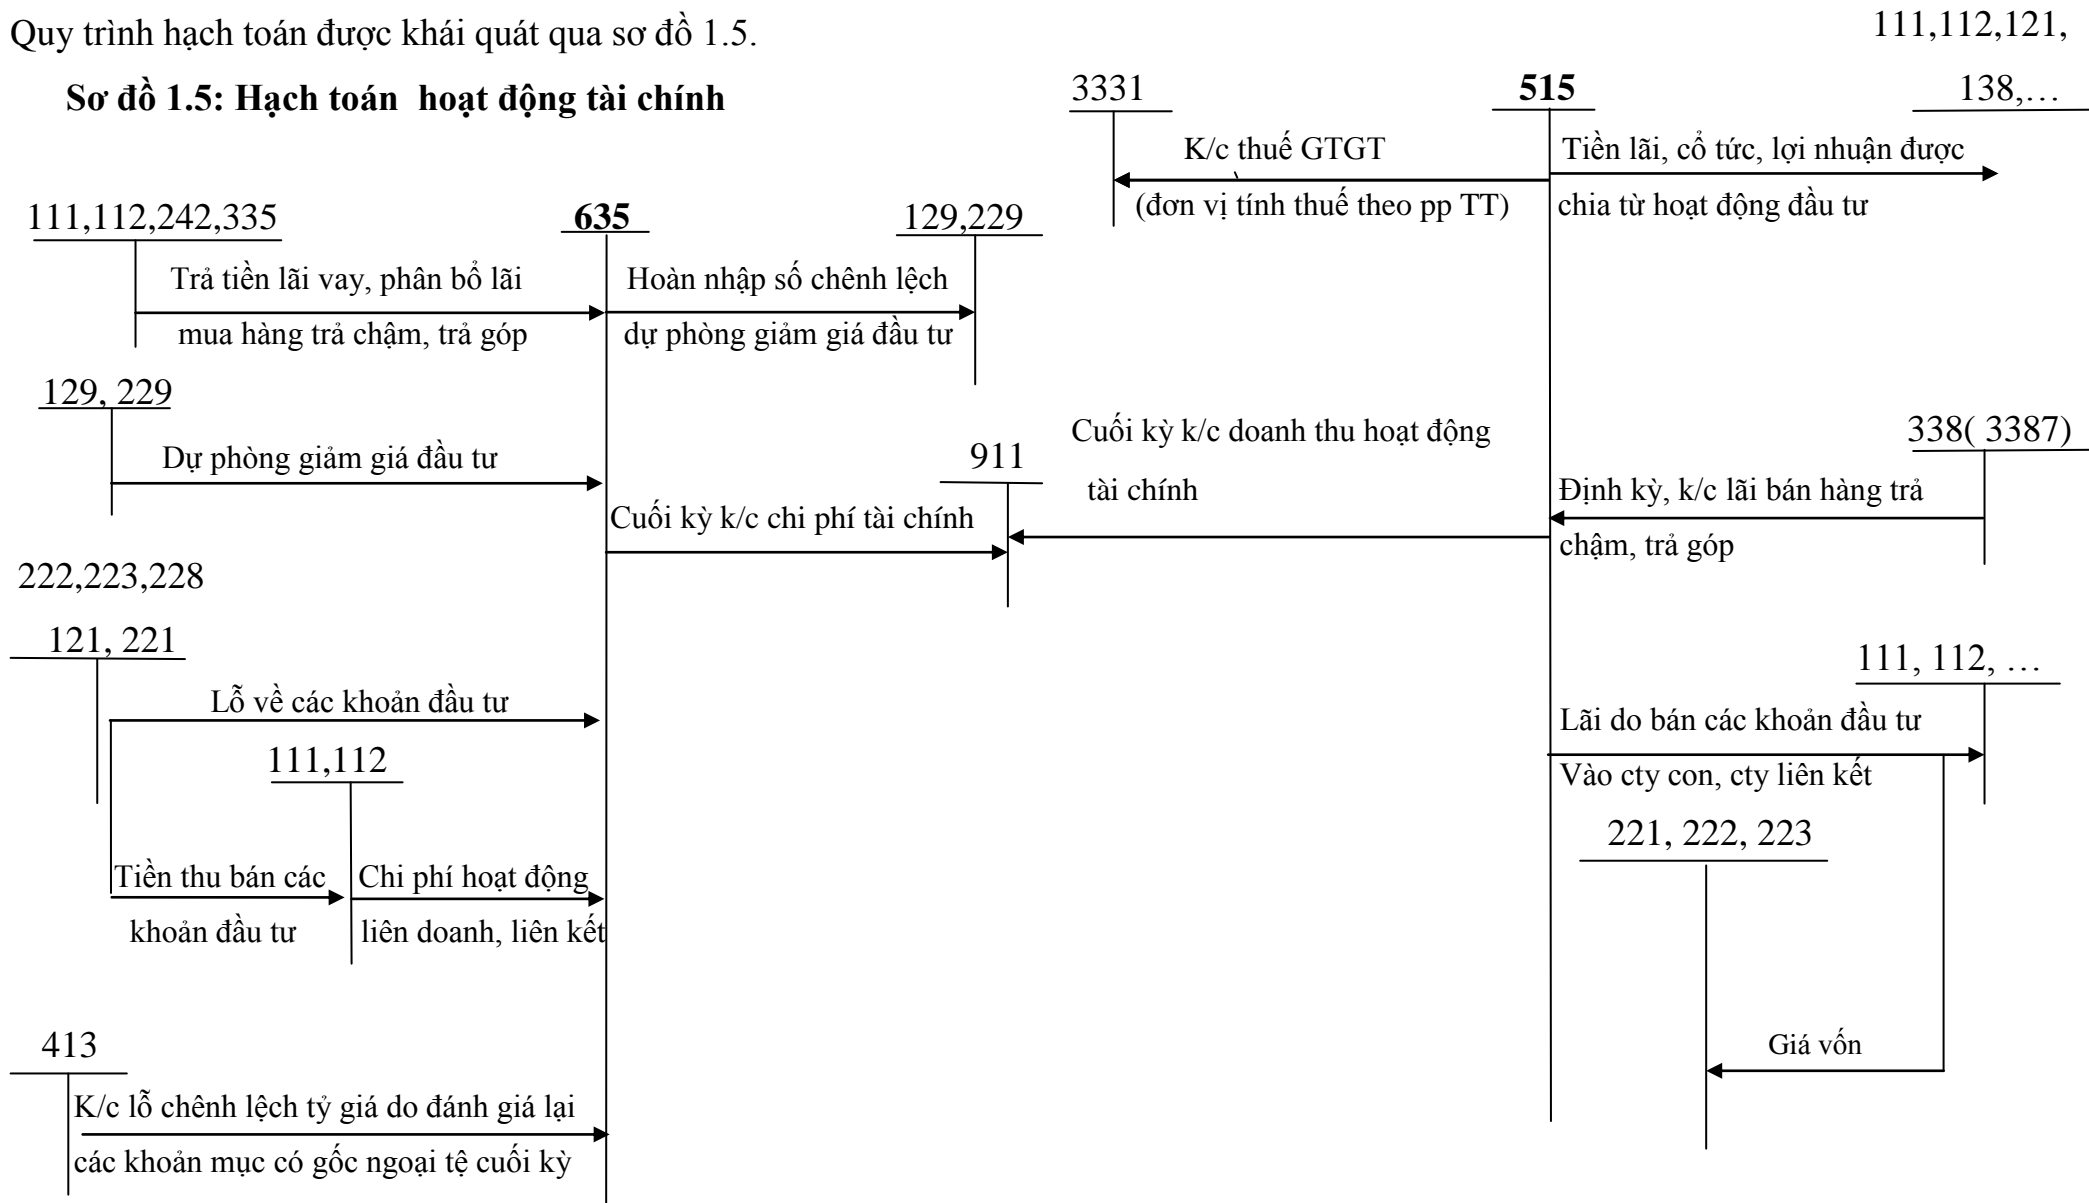 Quy trình hạch toán được khái quát qua sơ đồ 1.5.
Sơ đồ 1.5: Hạch toán hoạt động tài chính
111,112,242,335
635
129,229
Trả tiền lãi vay, phân bổ lãi
mua hàng trả chậm, trả góp
Hoàn nhập số chênh lệch
dự phòng giảm giá đầu tư
129, 229
Dự phòng giảm giá đầu tư
911
Cuối kỳ k/c chi phí tài chính
222,223,228
121, 221
Lỗ về các khoản đầu tư
111,112
Tiền thu bán các
khoản đầu tư
Chi phí hoạt động
liên doanh, liên kết
413
K/c lỗ chênh lệch tỷ giá do đánh giá lại
các khoản mục có gốc ngoại tệ cuối kỳ
3331
515
111,112,121,
138,…
K/c thuế GTGT
(đơn vị tính thuế theo pp TT)
Tiền lãi, cổ tức, lợi nhuận được
chia từ hoạt động đầu tư
Cuối kỳ k/c doanh thu hoạt động
tài chính
338( 3387)
Định kỳ, k/c lãi bán hàng trả
chậm, trả góp
111, 112, …
Lãi do bán các khoản đầu tư
Vào cty con, cty liên kết
221, 222, 223
Giá vốn